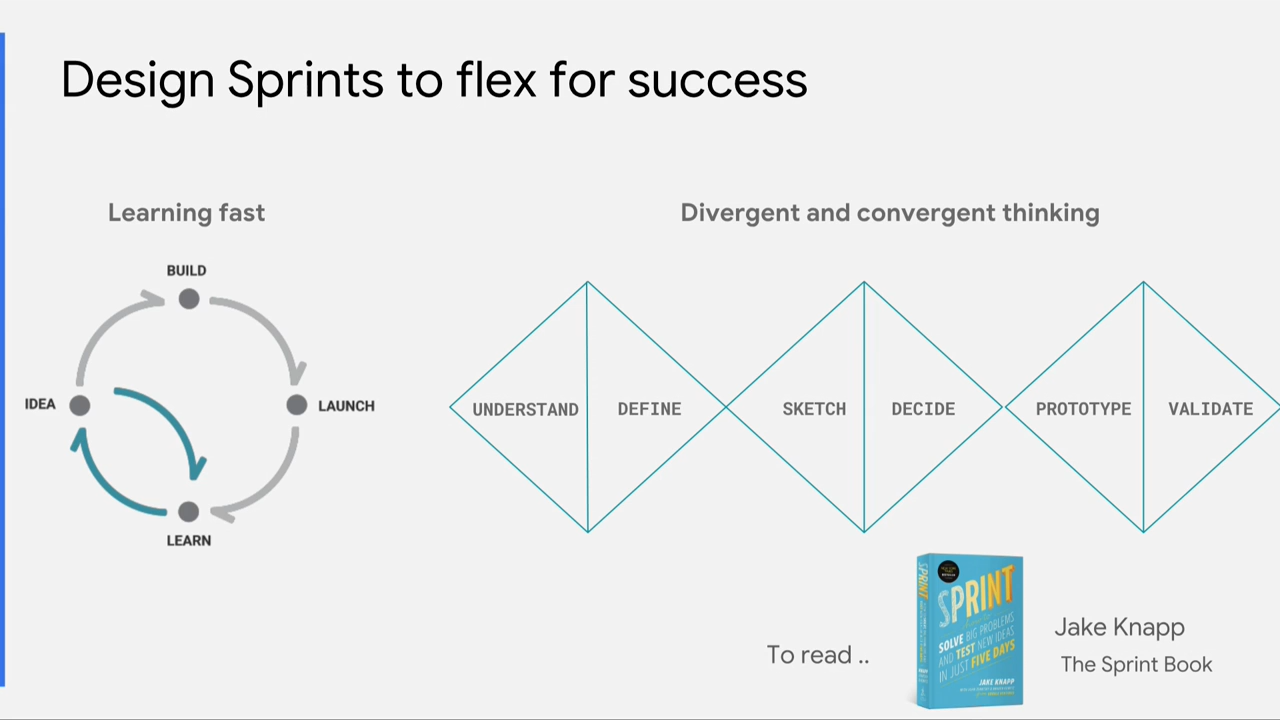 Design Sprints to flex for success
Learning fast
Divergent and convergent thinking
BUILD
IDEA
LAUNCH
LEARN
UNDERSTAND
DEFINE
SKETCH
DECIDE
PROTOTYPE
VALIDATE
To read ..
SPRINT
SPRINT
SOLVE BIG PROBLEMS
AND TEST NEW IDEAS
IN JUST FIVE DAYS
JAKE KNAPP
Jake Knapp
The Sprint Book